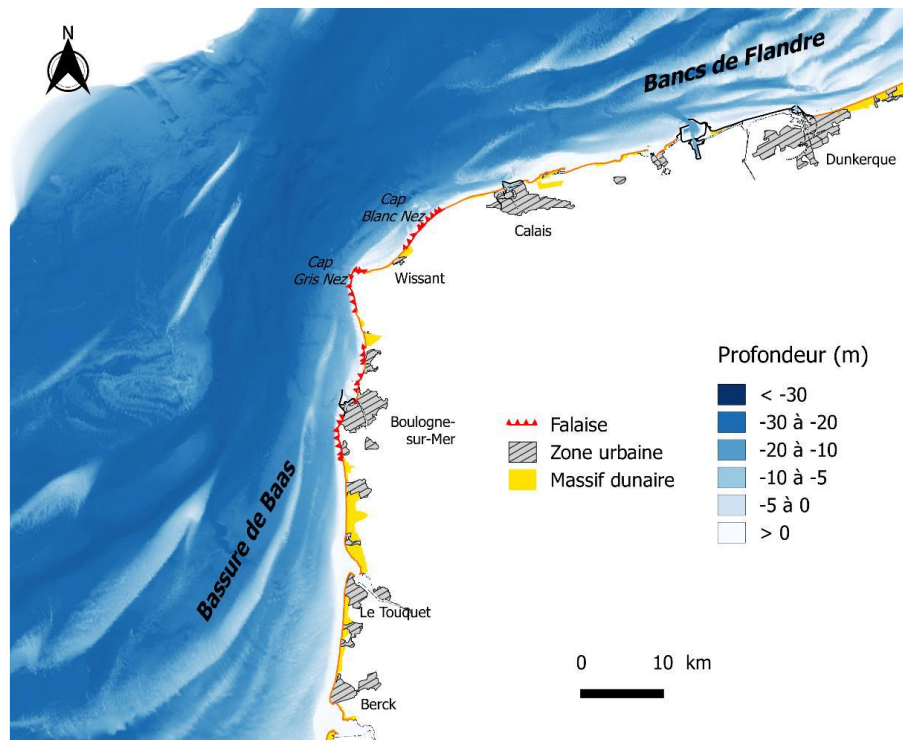 N
Bancs de Flandre
Dunkerque
Cap
Blanc Nez
Calais
Cap
Gris Nez
Wissant
Profondeur (m)
< -30
-30 à -20
-20 à -10
-10 à -5
-5 à 0
> 0
Falaise
Zone urbaine
Massif dunaire
Boulogne-
sur-Mer
Bassure de Baas
Le Touquet
0 10 km
Berck